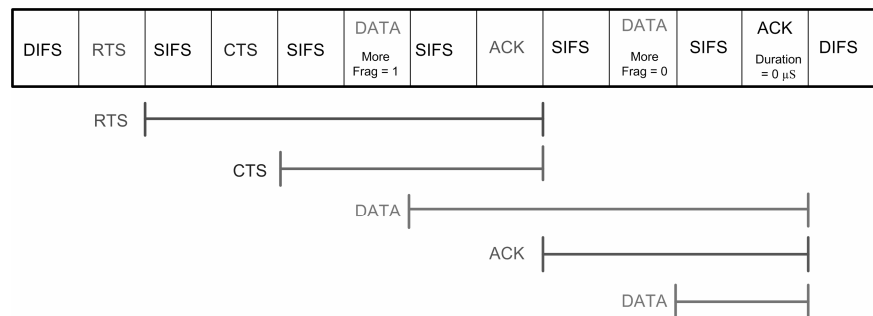 DIFS RTS SIFS CTS SIFS DATA More Frag = 1 SIFS ACK SIFS DATA More Frag = 0 SIFS ACK Duration = 0 µS DIFS
RTS
CTS
DATA
ACK
DATA